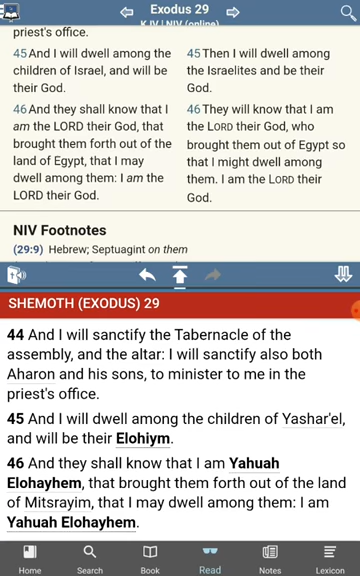 Exodus 29
KJV | NIV (online)
priest's office.
45 And I will dwell among the
children of Israel, and will be
their God.
46 And they shall know that I
am the LORD their God, that
brought them forth out of the
land of Egypt, that I may
dwell among them: I am the
LORD their God.
45 Then I will dwell among
the Israelites and be their
God.
46 They will know that I am
the LORD their God, who
brought them out of Egypt so
that I might dwell among
them. I am the LORD their
God.
NIV Footnotes
(29:9) Hebrew; Septuagint on them
SHEMOTH (EXODUS) 29
44 And I will sanctify the Tabernacle of the
assembly, and the altar: I will sanctify also both
Aharon and his sons, to minister to me in the
priest's office.
45 And I will dwell among the children of Yashar'el,
and will be their Elohiym.
46 And they shall know that I am Yahuah
Elohayhem, that brought them forth out of the land
of Mitsrayim, that I may dwell among them: I am
Yahuah Elohayhem.
Home
Search
Book
Read
Notes
Lexicon